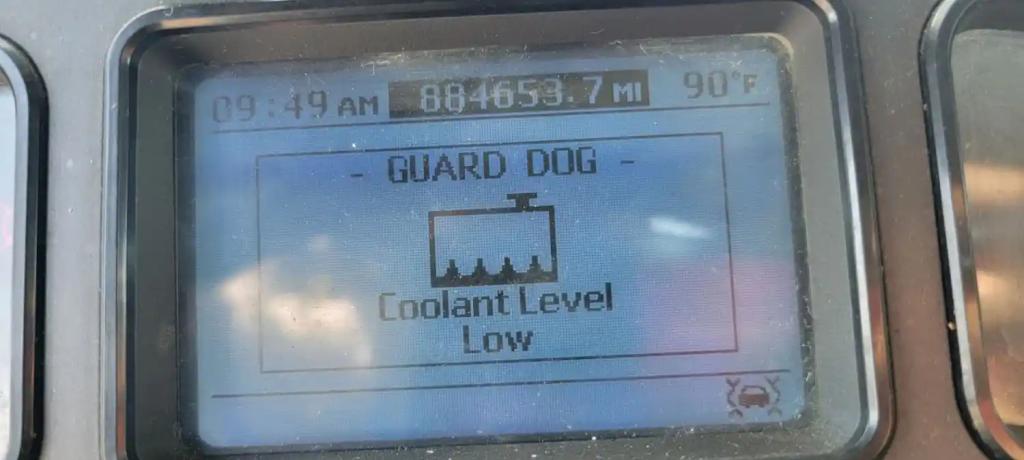 09:49 AM 884653.7 MI 90°F
- GUARD DOG -
Coolant Level
Low